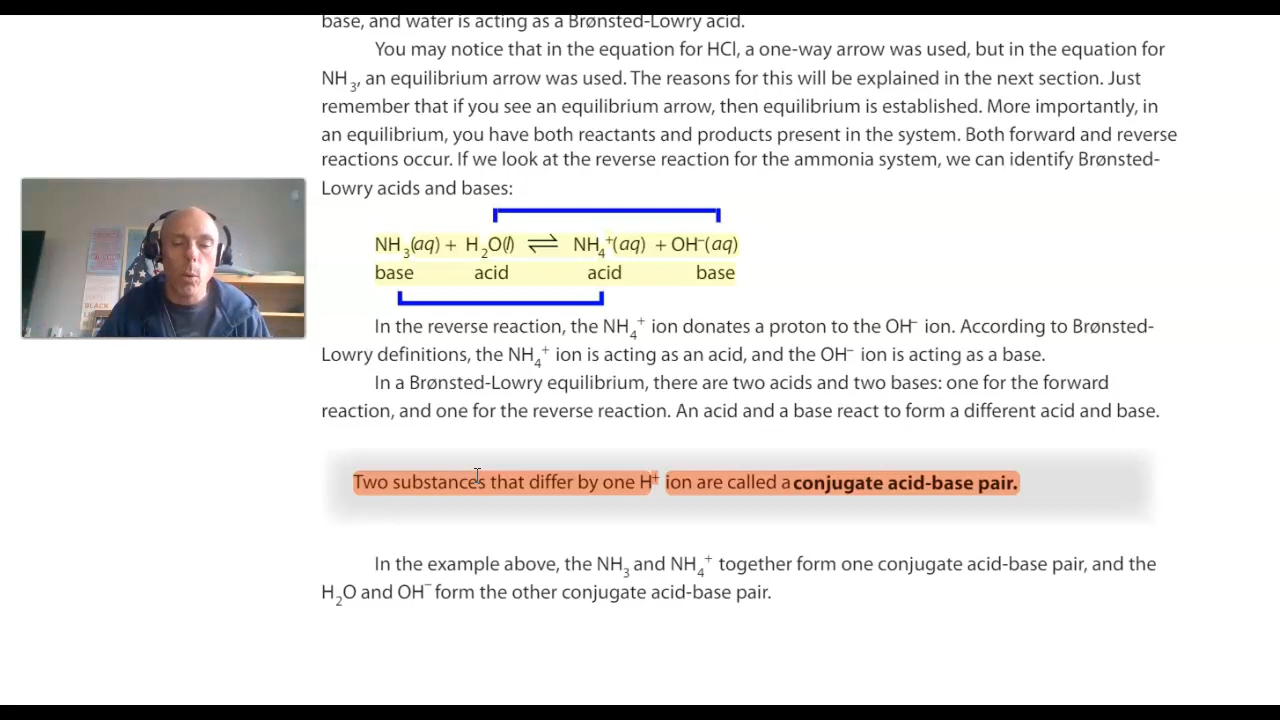 base, and water is acting as a Brønsted-Lowry acid.
You may notice that in the equation for HCl, a one-way arrow was used, but in the equation for
NH₃, an equilibrium arrow was used. The reasons for this will be explained in the next section. Just
remember that if you see an equilibrium arrow, then equilibrium is established. More importantly, in
an equilibrium, you have both reactants and products present in the system. Both forward and reverse
reactions occur. If we look at the reverse reaction for the ammonia system, we can identify Brønsted-
Lowry acids and bases:
NH₃(aq) + H₂O(l) ⇌ NH₄⁺(aq) + OH⁻(aq)
base acid acid base
In the reverse reaction, the NH₄⁺ ion donates a proton to the OH⁻ ion. According to Brønsted-
Lowry definitions, the NH₄⁺ ion is acting as an acid, and the OH⁻ ion is acting as a base.
In a Brønsted-Lowry equilibrium, there are two acids and two bases: one for the forward
reaction, and one for the reverse reaction. An acid and a base react to form a different acid and base.
Two substances that differ by one H⁺ ion are called a conjugate acid-base pair.
In the example above, the NH₃ and NH₄⁺ together form one conjugate acid-base pair, and the
H₂O and OH⁻ form the other conjugate acid-base pair.
BLACK